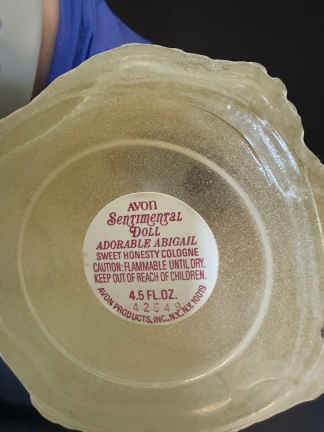 AVON
Sentimental
Doll
ADORABLE ABIGAIL
SWEET HONESTY COLOGNE
CAUTION: FLAMMABLE UNTIL DRY.
KEEP OUT OF REACH OF CHILDREN.
4.5 FL.OZ.
AVON PRODUCTS, INC., N.Y., N.Y. 10019